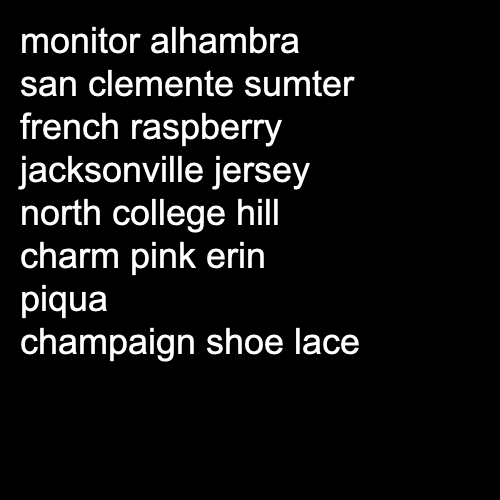 monitor alhambra
san clemente sumter
french raspberry
jacksonville jersey
north college hill
charm pink erin
piqua
champaign shoe lace